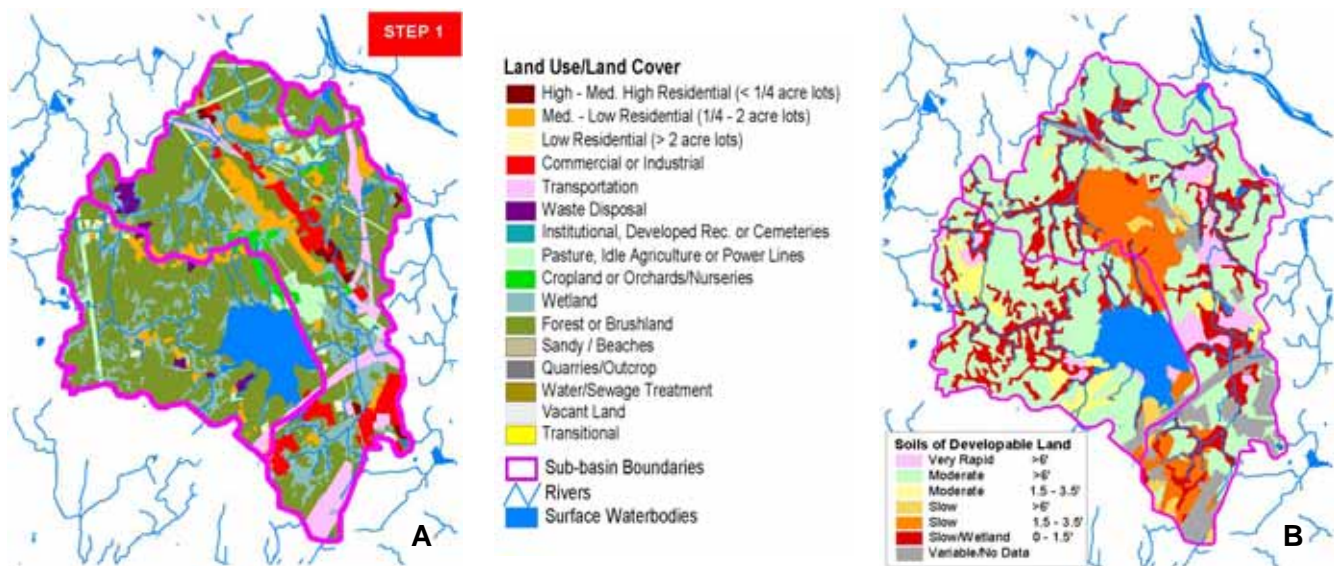 STEP 1
Land Use/Land Cover
High - Med. High Residential (< 1/4 acre lots)
Med. - Low Residential (1/4 - 2 acre lots)
Low Residential (> 2 acre lots)
Commercial or Industrial
Transportation
Waste Disposal
Institutional, Developed Rec. or Cemeteries
Pasture, Idle Agriculture or Power Lines
Cropland or Orchards/Nurseries
Wetland
Forest or Brushland
Sandy / Beaches
Quarries/Outcrop
Water/Sewage Treatment
Vacant Land
Transitional
Sub-basin Boundaries
Rivers
Surface Waterbodies
A
Soils of Developable Land
Very Rapid >6'
Moderate >6'
Moderate 1.5 - 3.5'
Slow >6'
Slow 1.5 - 3.5'
Slow/Wetland 0 - 1.5'
Variable/No Data
B